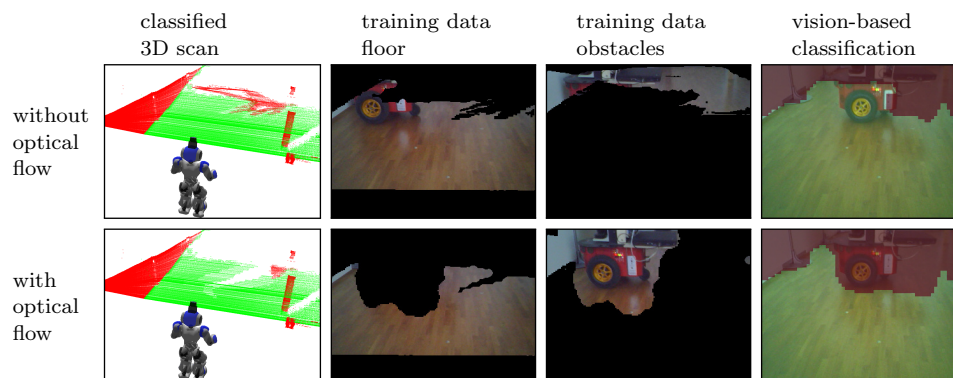 classified
3D scan
training data
floor
training data
obstacles
vision-based
classification
without
optical
flow
with
optical
flow